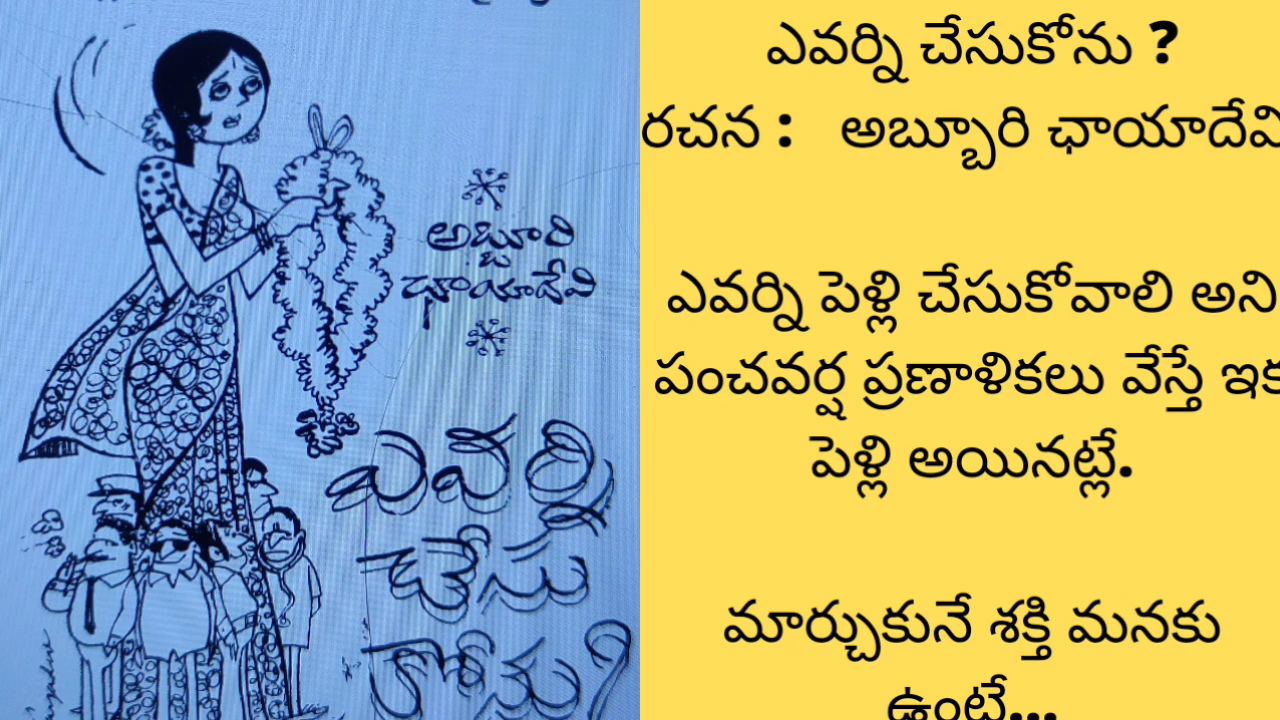 అబ్బూరి
ఛాయాదేవి
ఎవర్ని
చేసు
కోను?
ఎవర్ని చేసుకోను ?
రచన : అబ్బూరి ఛాయాదేవి
ఎవర్ని పెళ్లి చేసుకోవాలి అని
పంచవర్ష ప్రణాళికలు వేస్తే ఇక
పెళ్లి అయినట్లే.
మార్చుకునే శక్తి మనకు
ఉంటే...